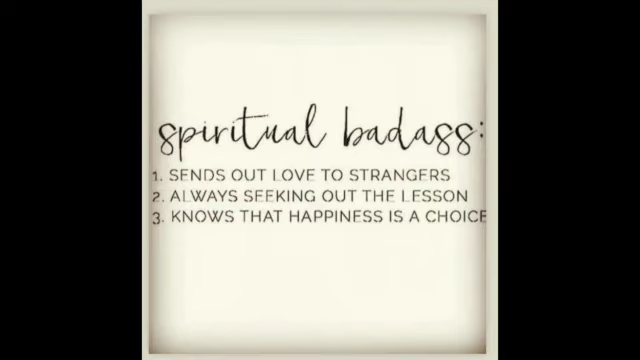 spiritual badass:
1. SENDS OUT LOVE TO STRANGERS
2. ALWAYS SEEKING OUT THE LESSON
3. KNOWS THAT HAPPINESS IS A CHOICE